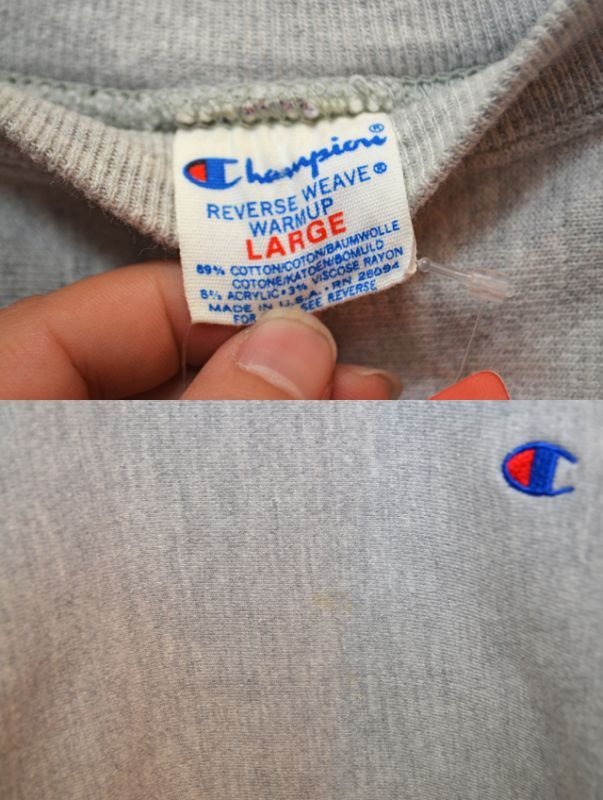 Champion®
REVERSE WEAVE®
WARMUP
LARGE
89% COTTON/COTON/BAUMWOLLE
COTONE/KATOEN/BOMULD
8% ACRYLIC • 3% VISCOSE RAYON
MADE IN U.S.A. • RN 26094
FOR SEE REVERSE